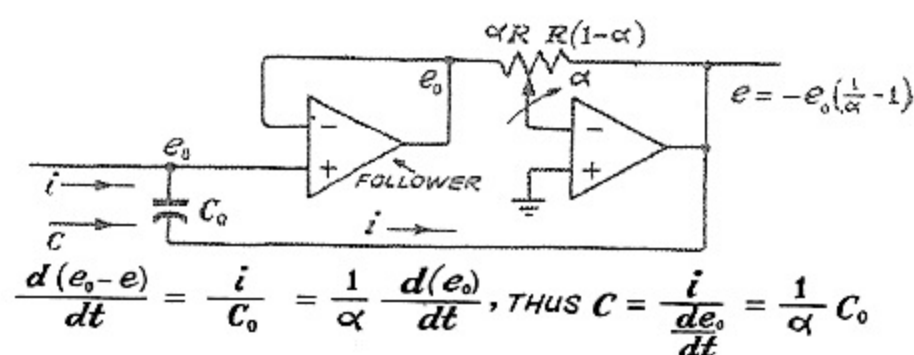 αR R(1-α)
e₀
α
e = -e₀(1/α - 1)
e₀
-
+
-
+
FOLLOWER
i
C₀
i
C
d(e₀-e)/dt = i/C₀ = 1/α d(e₀)/dt, THUS C = i/(de₀/dt) = 1/α C₀